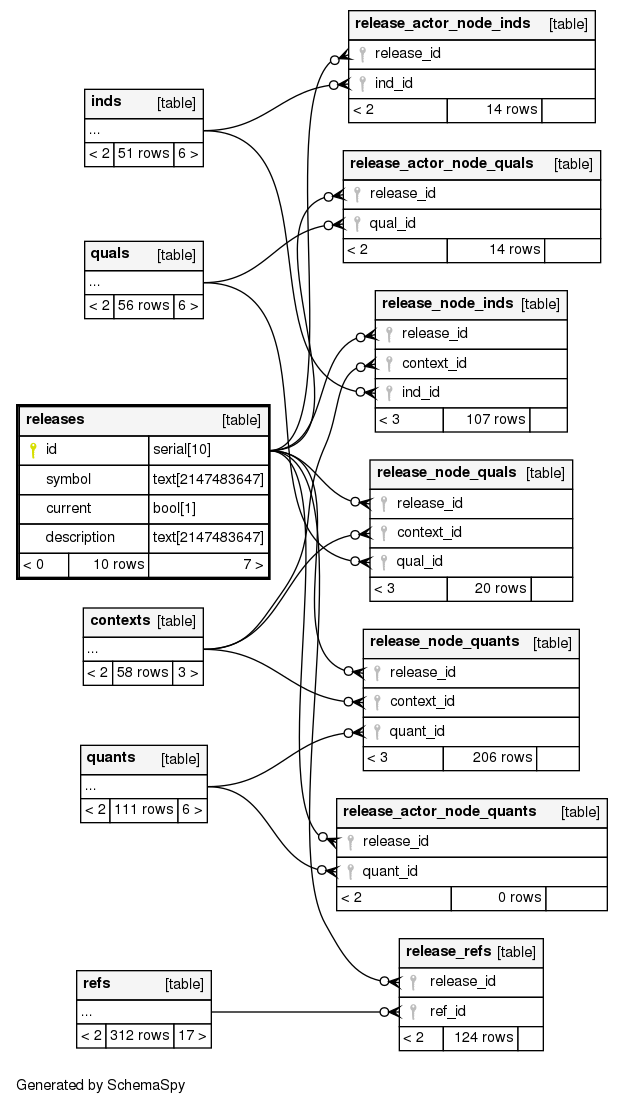 release_actor_node_inds [table]
release_id
ind_id
< 2 14 rows
inds [table]
...
< 2 51 rows 6 >
release_actor_node_quals [table]
release_id
qual_id
< 2 14 rows
quals [table]
...
< 2 56 rows 6 >
release_node_inds [table]
release_id
context_id
ind_id
< 3 107 rows
releases [table]
id serial[10]
symbol text[2147483647]
current bool[1]
description text[2147483647]
< 0 10 rows 7 >
release_node_quals [table]
release_id
context_id
qual_id
< 3 20 rows
contexts [table]
...
< 2 58 rows 3 >
release_node_quants [table]
release_id
context_id
quant_id
< 3 206 rows
quants [table]
...
< 2 111 rows 6 >
release_actor_node_quants [table]
release_id
quant_id
< 2 0 rows
release_refs [table]
release_id
ref_id
< 2 124 rows
refs [table]
...
< 2 312 rows 17 >
Generated by SchemaSpy